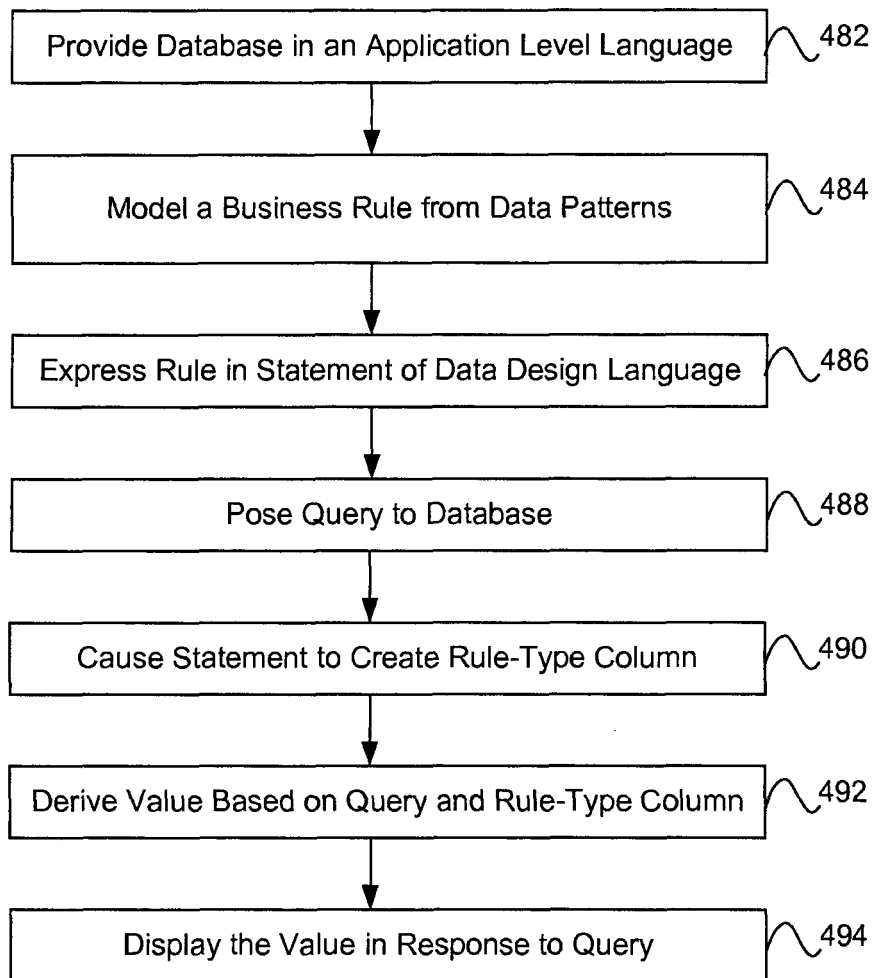 Provide Database in an Application Level Language 482
Model a Business Rule from Data Patterns 484
Express Rule in Statement of Data Design Language 486
Pose Query to Database 488
Cause Statement to Create Rule-Type Column 490
Derive Value Based on Query and Rule-Type Column 492
Display the Value in Response to Query 494